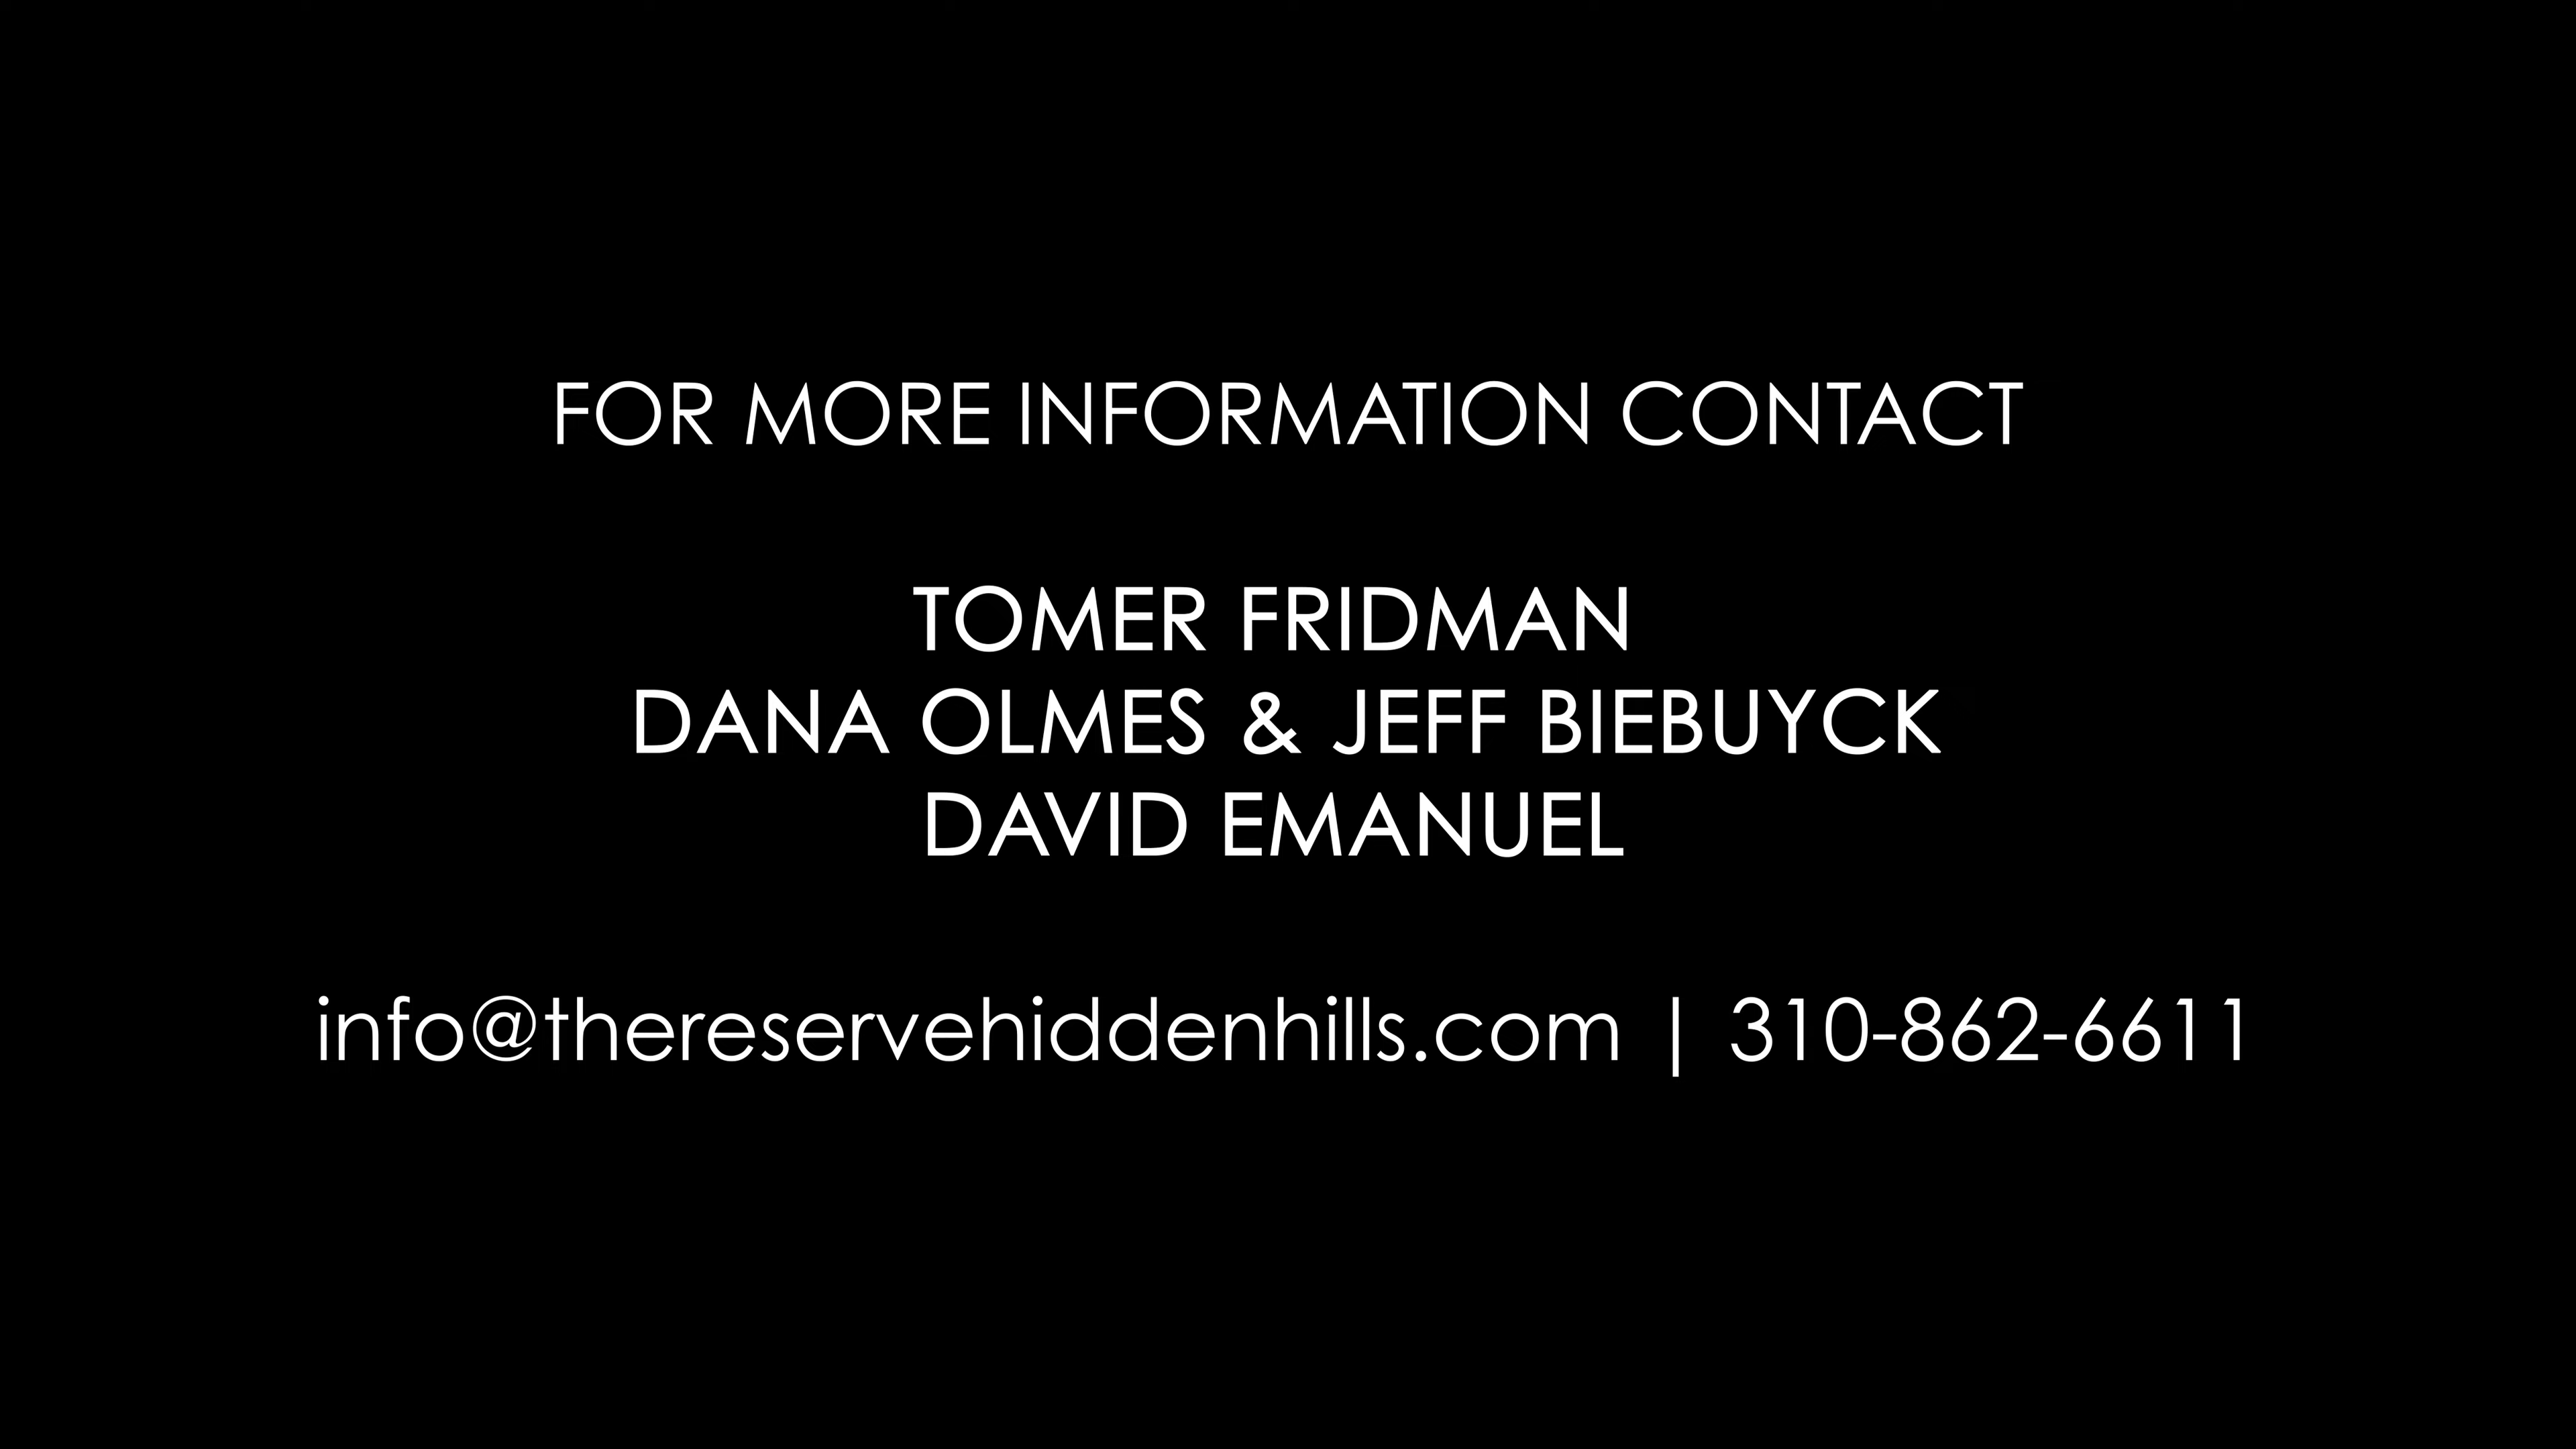 FOR MORE INFORMATION CONTACT
TOMER FRIDMAN
DANA OLMES & JEFF BIEBUYCK
DAVID EMANUEL
info@thereservehiddenhills.com | 310-862-6611